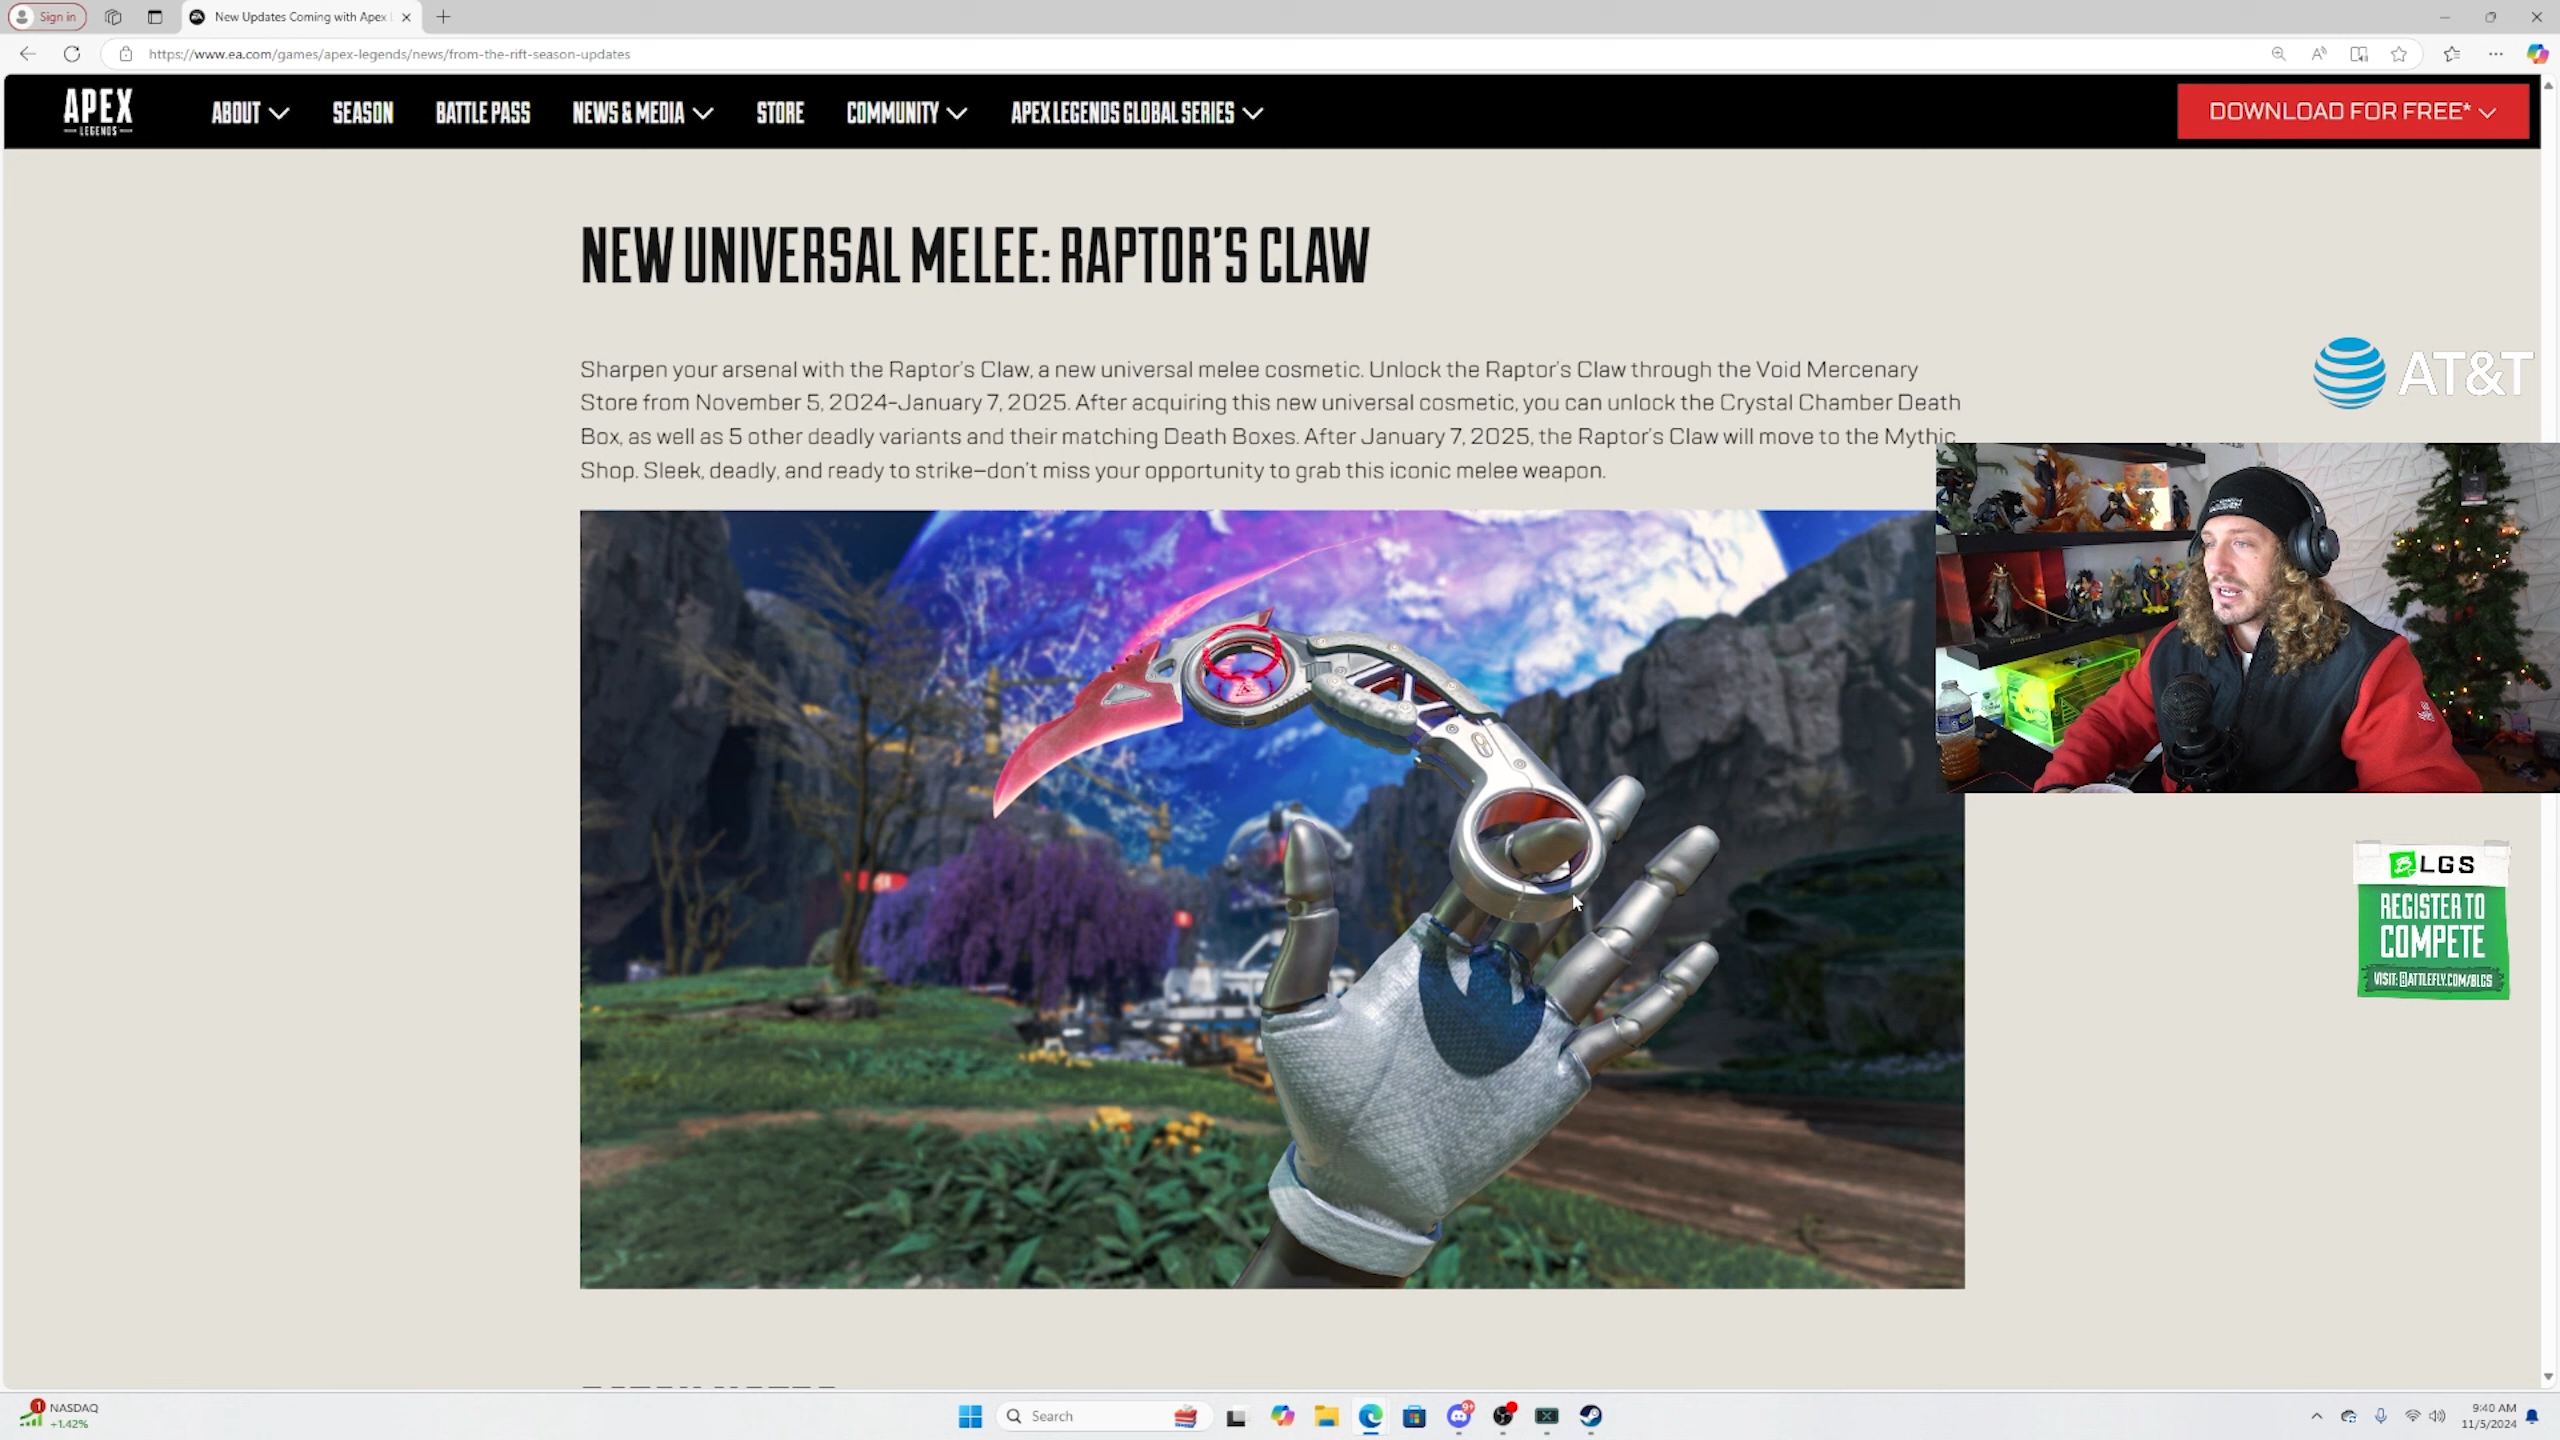 Sign in
New Updates Coming with Apex
https://www.ea.com/games/apex-legends/news/from-the-rift-season-updates
APEX
LEGENDS
ABOUT
SEASON
BATTLE PASS
NEWS & MEDIA
STORE
COMMUNITY
APEX LEGENDS GLOBAL SERIES
DOWNLOAD FOR FREE*
NEW UNIVERSAL MELEE: RAPTOR'S CLAW
Sharpen your arsenal with the Raptor's Claw, a new universal melee cosmetic. Unlock the Raptor's Claw through the Void Mercenary
Store from November 5, 2024–January 7, 2025. After acquiring this new universal cosmetic, you can unlock the Crystal Chamber Death
Box, as well as 5 other deadly variants and their matching Death Boxes. After January 7, 2025, the Raptor's Claw will move to the Mythic
Shop. Sleek, deadly, and ready to strike—don't miss your opportunity to grab this iconic melee weapon.
AT&T
BLGS
REGISTER TO
COMPETE
VISIT: BATTLEFLY.COM/BLGS
1
NASDAQ
+1.42%
Search
9+
9:40 AM
11/5/2024